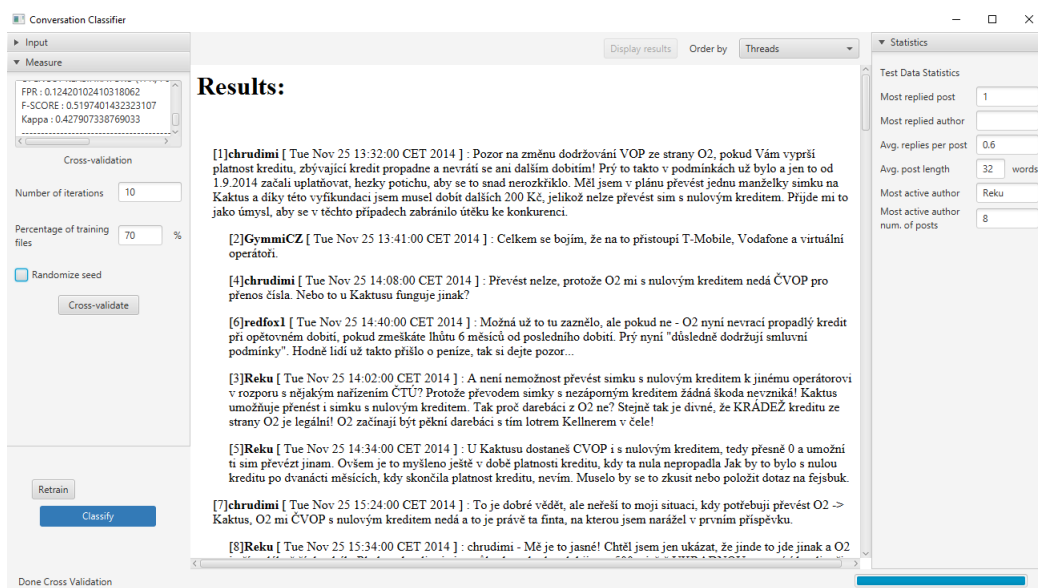 Conversation Classifier
Input
Measure
FPR : 0.12420102410318062
F-SCORE : 0.5197401432323107
Kappa : 0.427907338769033
Cross-validation
Number of iterations 10
Percentage of training
files
70 %
Randomize seed
Cross-validate
Retrain
Classify
Done Cross Validation
Display results Order by Threads
Results:
[1]chrudimi [ Tue Nov 25 13:32:00 CET 2014 ] : Pozor na změnu dodržování VOP ze strany O2, pokud Vám vyprší
platnost kreditu, zbývající kredit propadne a nevrátí se ani dalším dobitím! Prý to takto v podmínkách už bylo a jen to od
1.9.2014 začali uplatňovat, hezky potichu, aby se to snad nerozkřiklo. Měl jsem v plánu převést jednu manželky simku na
Kaktus a díky této vyfikundaci jsem musel dobít dalších 200 Kč, jelikož nelze převést sim s nulovým kreditem. Přijde mi to
jako úmysl, aby se v těchto případech zabránilo útěku ke konkurenci.
[2]GymmiCZ [ Tue Nov 25 13:41:00 CET 2014 ] : Celkem se bojím, že na to přistoupí T-Mobile, Vodafone a virtuální
operátoři.
[4]chrudimi [ Tue Nov 25 14:08:00 CET 2014 ] : Převést nelze, protože O2 mi s nulovým kreditem nedá ČVOP pro
přenos čísla. Nebo to u Kaktusu funguje jinak?
[6]redfox1 [ Tue Nov 25 14:40:00 CET 2014 ] : Možná už to tu zaznělo, ale pokud ne - O2 nyní nevrací propadlý kredit
při opětovném dobití, pokud zmeškáte lhůtu 6 měsíců od posledního dobití. Prý nyní "důsledně dodržují smluvní
podmínky". Hodně lidí už takto přišlo o peníze, tak si dejte pozor...
[3]Reku [ Tue Nov 25 14:02:00 CET 2014 ] : A není nemožnost převést simku s nulovým kreditem k jinému operátorovi
v rozporu s nějakým nařízením ČTÚ? Protože převodem simky s nezáporným kreditem žádná škoda nevzniká! Kaktus
umožňuje přenést i simku s nulovým kreditem. Tak proč darebáci z O2 ne? Stejně tak je divné, že KRÁDEŽ kreditu ze
strany O2 je legální! O2 začínají být pěkní darebáci s tím lotrem Kellnerem v čele!
[5]Reku [ Tue Nov 25 14:34:00 CET 2014 ] : U Kaktusu dostaneš CVOP i s nulovým kreditem, tedy přesně 0 a umožní
ti sim převézt jinam. Ovšem je to myšleno ještě v době platnosti kreditu, kdy ta nula nepropadla Jak by to bylo s nulou
kreditu po dvanácti měsících, kdy skončila platnost kreditu, nevím. Muselo by se to zkusit nebo položit dotaz na fejsbuk.
[7]chrudimi [ Tue Nov 25 15:24:00 CET 2014 ] : To je dobré vědět, ale neřeší to moji situaci, kdy potřebuji převést O2 ->
Kaktus, O2 mi ČVOP s nulovým kreditem nedá a to je právě ta finta, na kterou jsem narážel v prvním příspěvku.
[8]Reku [ Tue Nov 25 15:34:00 CET 2014 ] : chrudimi - Mě je to jasné! Chtěl jsem jen ukázat, že jinde to jde jinak a O2
Statistics
Test Data Statistics
Most replied post 1
Most replied author
Avg. replies per post 0.6
Avg. post length 32 words
Most active author Reku
Most active author
num. of posts
8